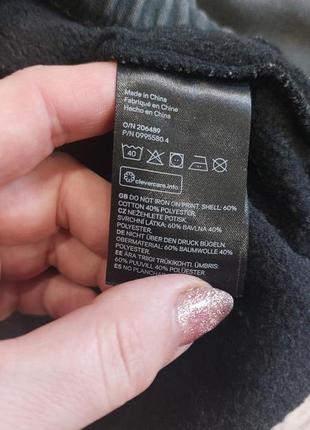 Made in China
Fabriqué en Chine
Hecho en China
O/N 206489
P/N 0995580 4
40
clevercare.info
GB DO NOT IRON ON PRINT. SHELL: 60%
COTTON 40% POLYESTER.
CZ NEŽEHLETE POTISK.
SVRCHNÍ LÁTKA: 60% BAVLNA 40%
POLYESTER.
DE NICHT ÜBER DEN DRUCK BÜGELN.
OBERMATERIAL: 60% BAUMWOLLE 40%
POLYESTER.
EE ÄRA TRIIGI TRÜKIKOHTI. ÜMBRIS:
60% PUUVILL 40% POLÜESTER.
ES NO PLANCHAR